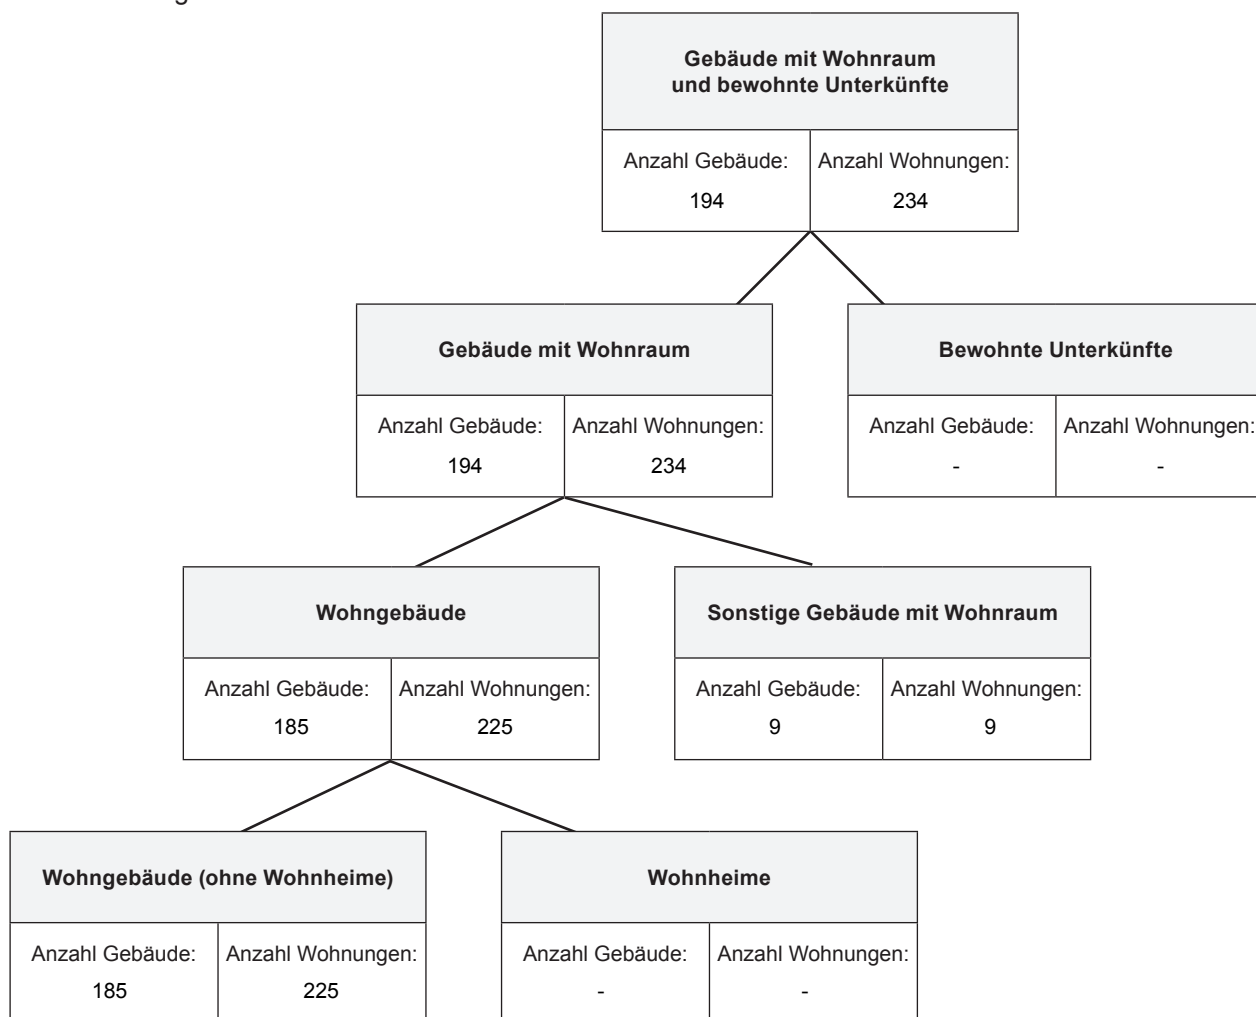 Gebäude mit Wohnraum
und bewohnte Unterkünfte
Anzahl Gebäude: Anzahl Wohnungen:
194 234
Gebäude mit Wohnraum
Anzahl Gebäude: Anzahl Wohnungen:
194 234
Bewohnte Unterkünfte
Anzahl Gebäude: Anzahl Wohnungen:
- -
Wohngebäude
Anzahl Gebäude: Anzahl Wohnungen:
185 225
Sonstige Gebäude mit Wohnraum
Anzahl Gebäude: Anzahl Wohnungen:
9 9
Wohngebäude (ohne Wohnheime)
Anzahl Gebäude: Anzahl Wohnungen:
185 225
Wohnheime
Anzahl Gebäude: Anzahl Wohnungen:
- -